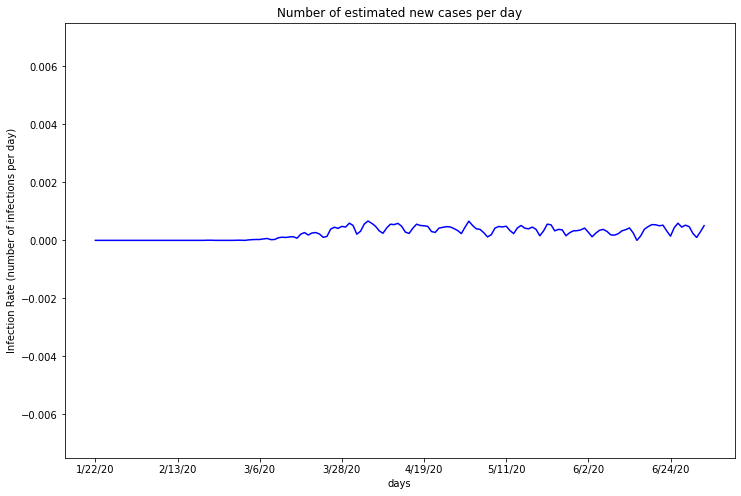 Number of estimated new cases per day
Infection Rate (number of infections per day)
0.006
0.004
0.002
0.000
−0.002
−0.004
−0.006
1/22/20 2/13/20 3/6/20 3/28/20 4/19/20 5/11/20 6/2/20 6/24/20
days